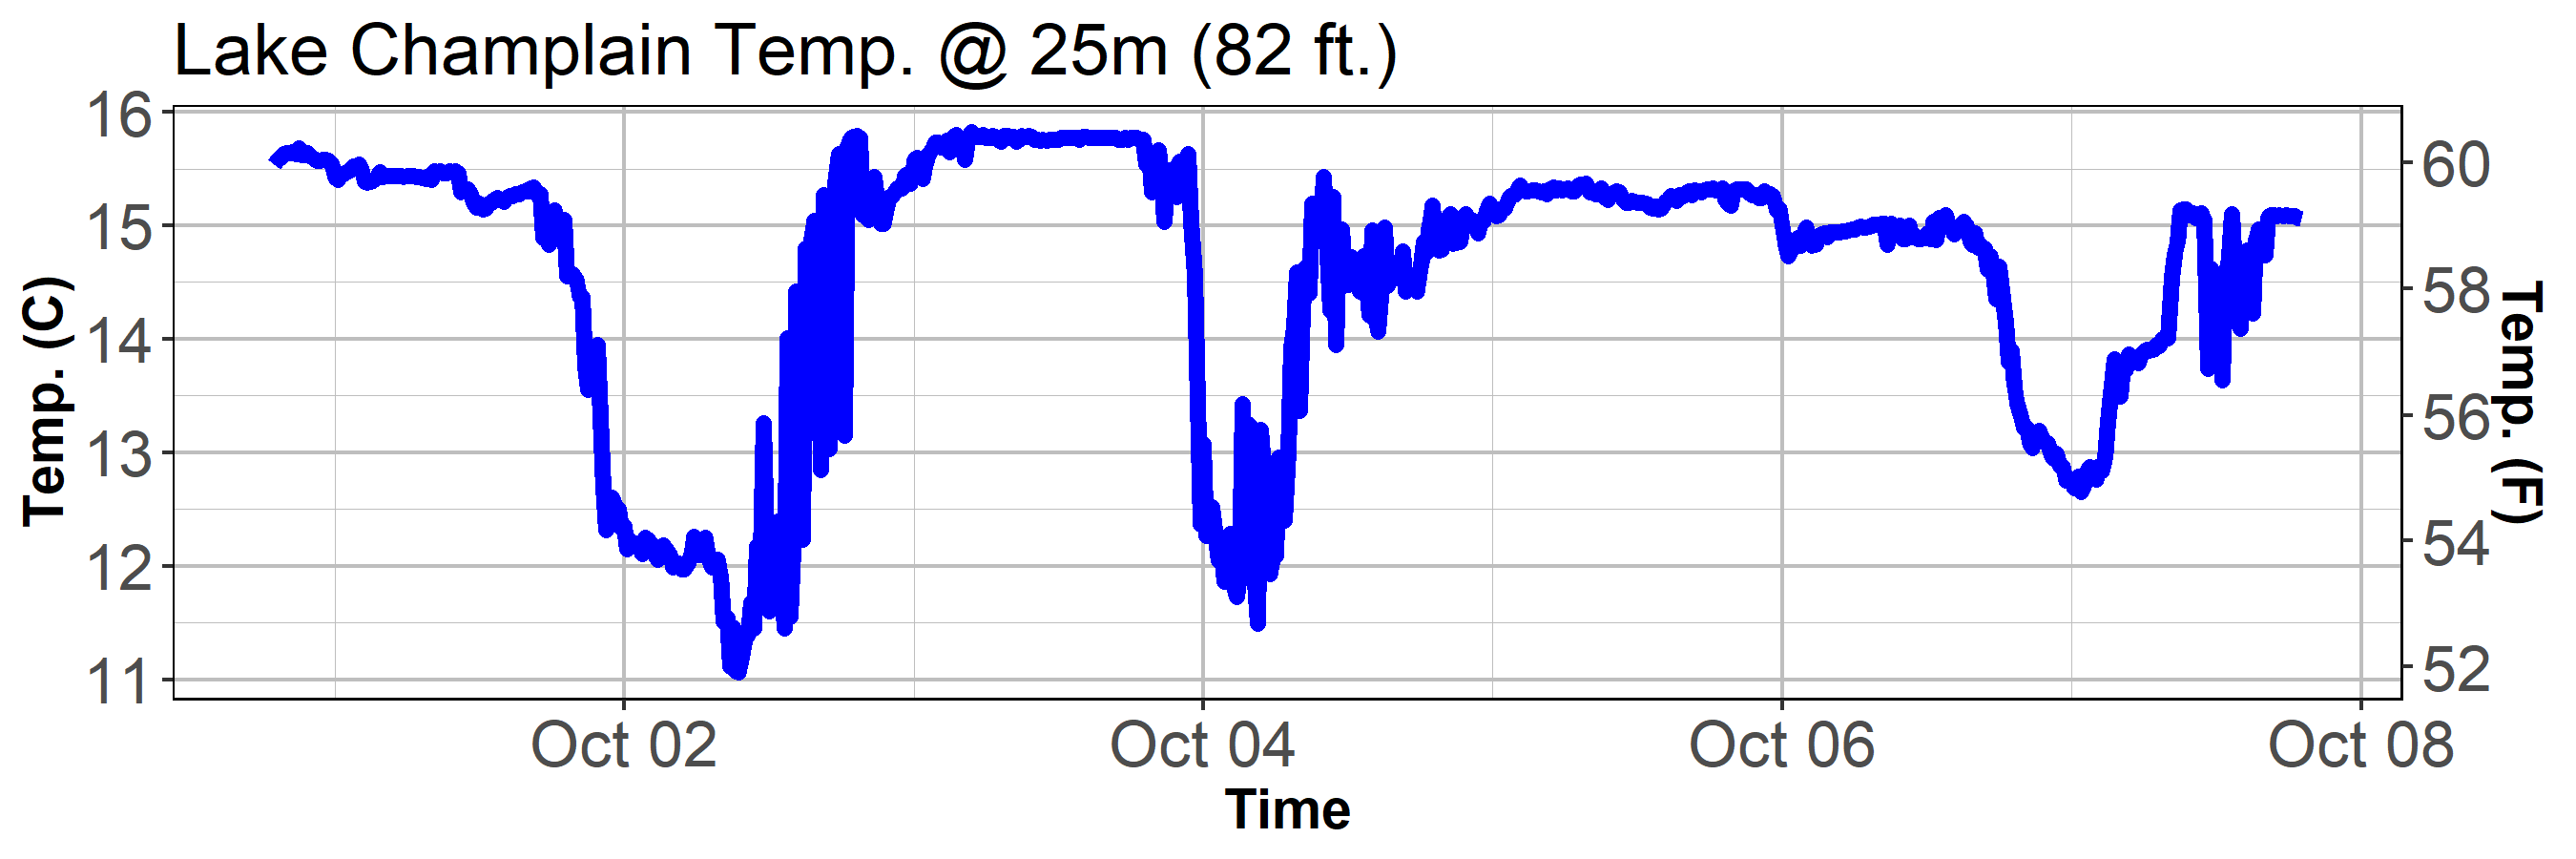 Lake Champlain Temp. @ 25m (82 ft.)
16
15
14
13
12
11
Temp. (C)
60
58
56
54
52
Temp. (F)
Oct 02
Oct 04
Oct 06
Oct 08
Time